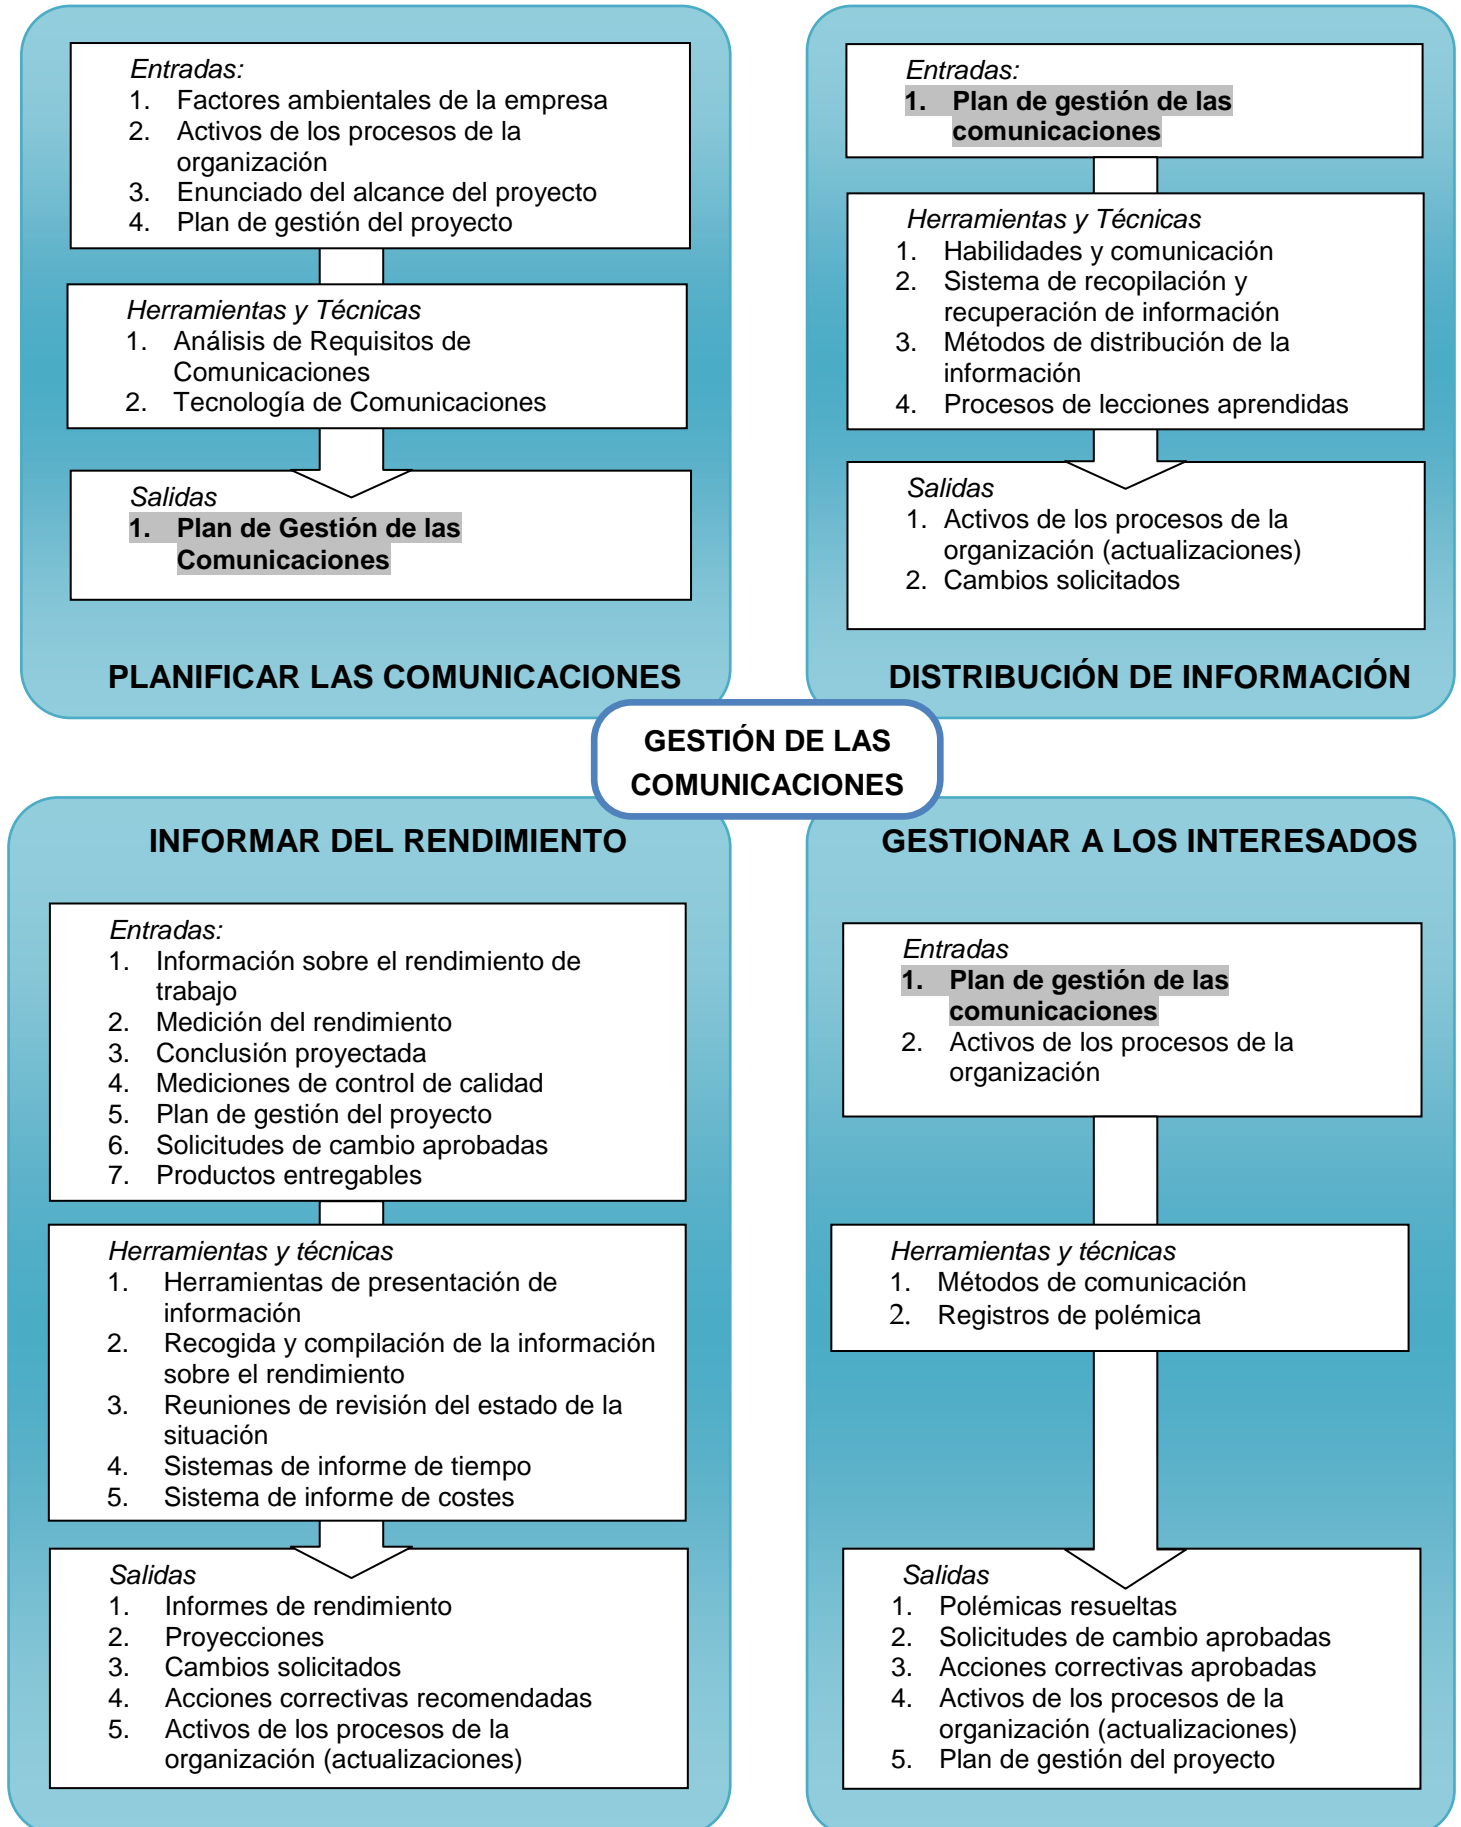 Entradas:
1. Factores ambientales de la empresa
2. Activos de los procesos de la
organización
3. Enunciado del alcance del proyecto
4. Plan de gestión del proyecto
Herramientas y Técnicas
1. Análisis de Requisitos de
Comunicaciones
2. Tecnología de Comunicaciones
Salidas
1. Plan de Gestión de las
Comunicaciones
PLANIFICAR LAS COMUNICACIONES
Entradas:
1. Plan de gestión de las
comunicaciones
Herramientas y Técnicas
1. Habilidades y comunicación
2. Sistema de recopilación y
recuperación de información
3. Métodos de distribución de la
información
4. Procesos de lecciones aprendidas
Salidas
1. Activos de los procesos de la
organización (actualizaciones)
2. Cambios solicitados
DISTRIBUCIÓN DE INFORMACIÓN
GESTIÓN DE LAS
COMUNICACIONES
INFORMAR DEL RENDIMIENTO
Entradas:
1. Información sobre el rendimiento de
trabajo
2. Medición del rendimiento
3. Conclusión proyectada
4. Mediciones de control de calidad
5. Plan de gestión del proyecto
6. Solicitudes de cambio aprobadas
7. Productos entregables
Herramientas y técnicas
1. Herramientas de presentación de
información
2. Recogida y compilación de la información
sobre el rendimiento
3. Reuniones de revisión del estado de la
situación
4. Sistemas de informe de tiempo
5. Sistema de informe de costes
Salidas
1. Informes de rendimiento
2. Proyecciones
3. Cambios solicitados
4. Acciones correctivas recomendadas
5. Activos de los procesos de la
organización (actualizaciones)
GESTIONAR A LOS INTERESADOS
Entradas
1. Plan de gestión de las
comunicaciones
2. Activos de los procesos de la
organización
Herramientas y técnicas
1. Métodos de comunicación
2. Registros de polémica
Salidas
1. Polémicas resueltas
2. Solicitudes de cambio aprobadas
3. Acciones correctivas aprobadas
4. Activos de los procesos de la
organización (actualizaciones)
5. Plan de gestión del proyecto